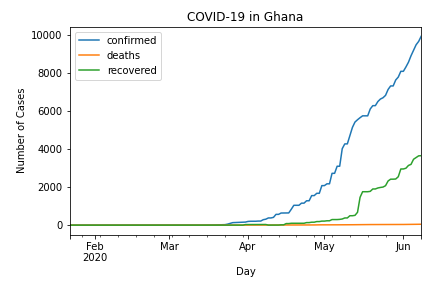 COVID-19 in Ghana
confirmed
deaths
recovered
Number of Cases
10000
8000
6000
4000
2000
0
Feb
2020
Mar
Apr
May
Jun
Day